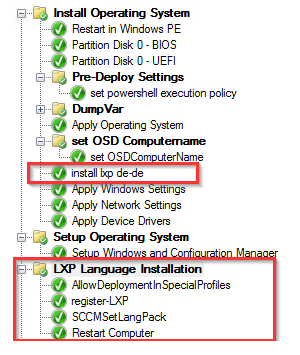 Install Operating System
Restart in Windows PE
Partition Disk 0 - BIOS
Partition Disk 0 - UEFI
Pre-Deploy Settings
set powershell execution policy
DumpVar
Apply Operating System
set OSD Computername
set OSDComputerName
install lxp de-de
Apply Windows Settings
Apply Network Settings
Apply Device Drivers
Setup Operating System
Setup Windows and Configuration Manager
LXP Language Installation
AllowDeploymentInSpecialProfiles
register-LXP
SCCMSetLangPack
Restart Computer